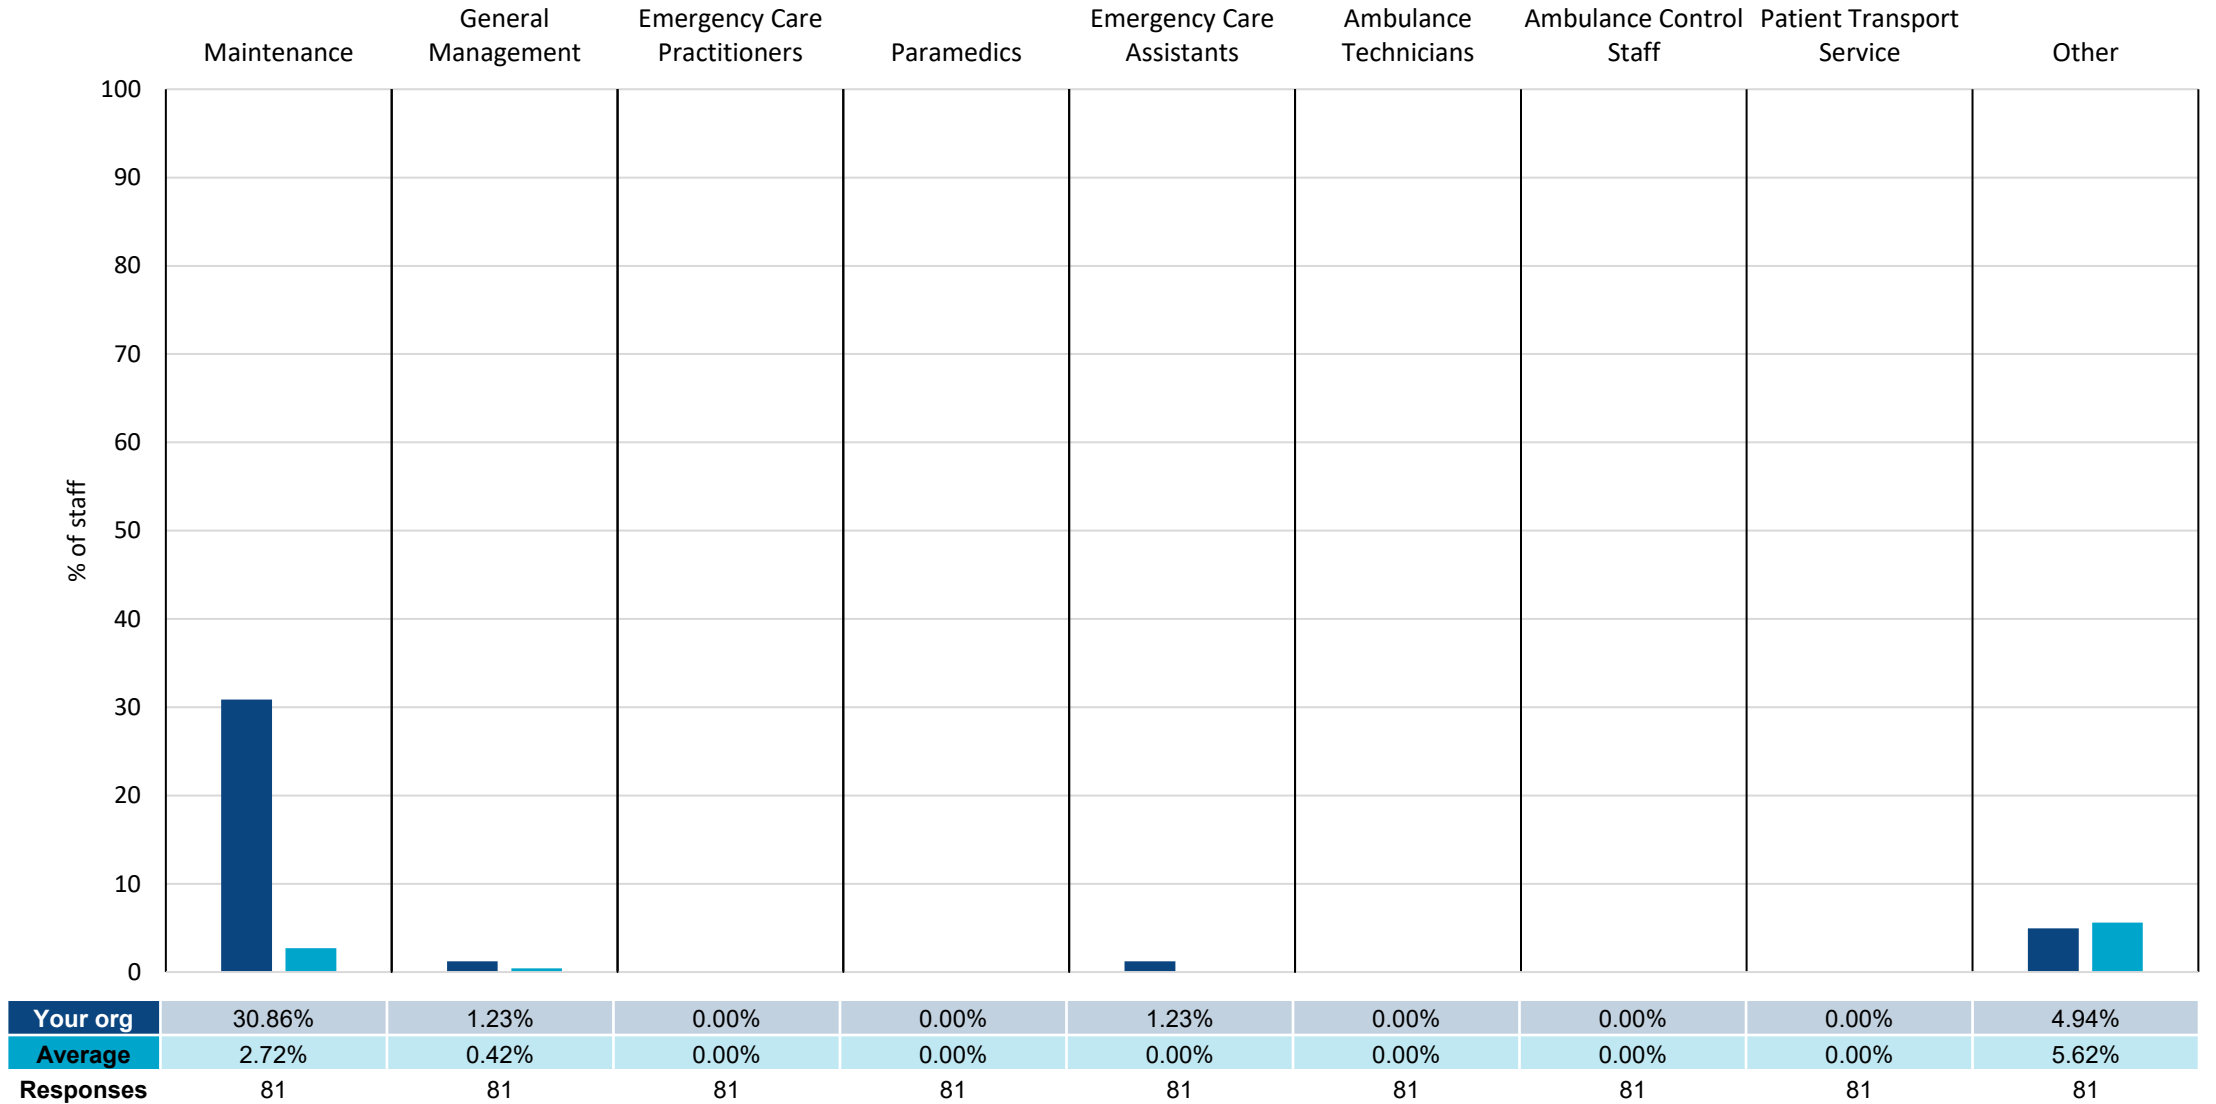 Maintenance
General
Management
Emergency Care
Practitioners
Paramedics
Emergency Care
Assistants
Ambulance
Technicians
Ambulance Control
Staff
Patient Transport
Service
Other
% of staff
100
90
80
70
60
50
40
30
20
10
0
Your org 30.86% 1.23% 0.00% 0.00% 1.23% 0.00% 0.00% 0.00% 4.94%
Average 2.72% 0.42% 0.00% 0.00% 0.00% 0.00% 0.00% 0.00% 5.62%
Responses 81 81 81 81 81 81 81 81 81